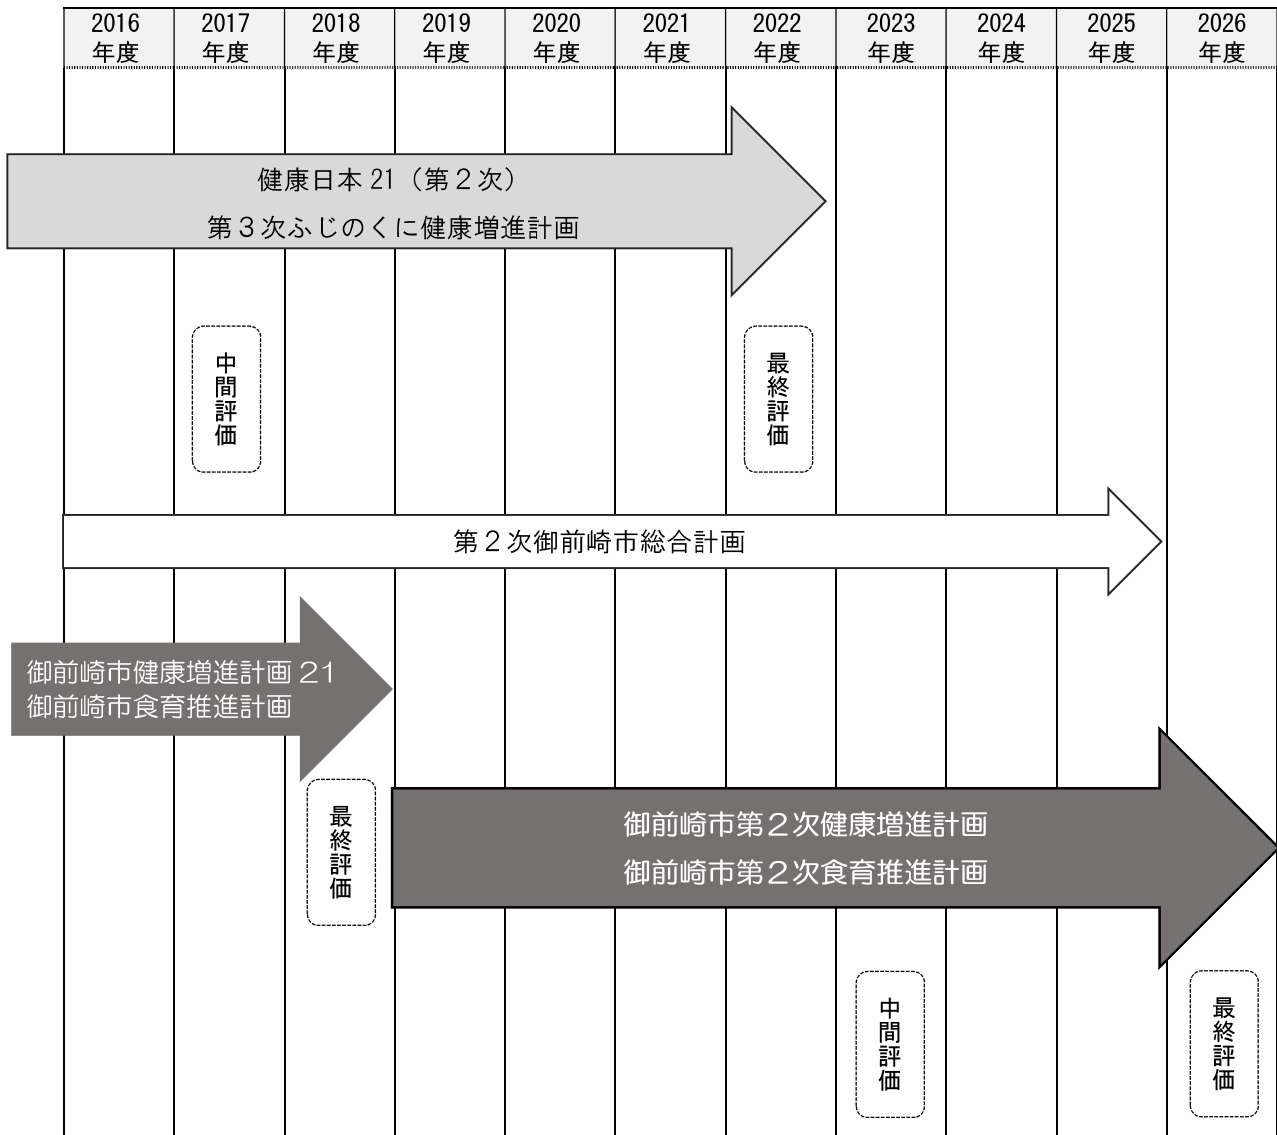 2016 2017 2018 2019 2020 2021 2022 2023 2024 2025 2026
年度 年度 年度 年度 年度 年度 年度 年度 年度 年度 年度
健康日本 21（第２次）
第３次ふじのくに健康増進計画
中間評価
最終評価
第２次御前崎市総合計画
御前崎市健康増進計画 21
御前崎市食育推進計画
最終評価
御前崎市第２次健康増進計画
御前崎市第２次食育推進計画
中間評価
最終評価